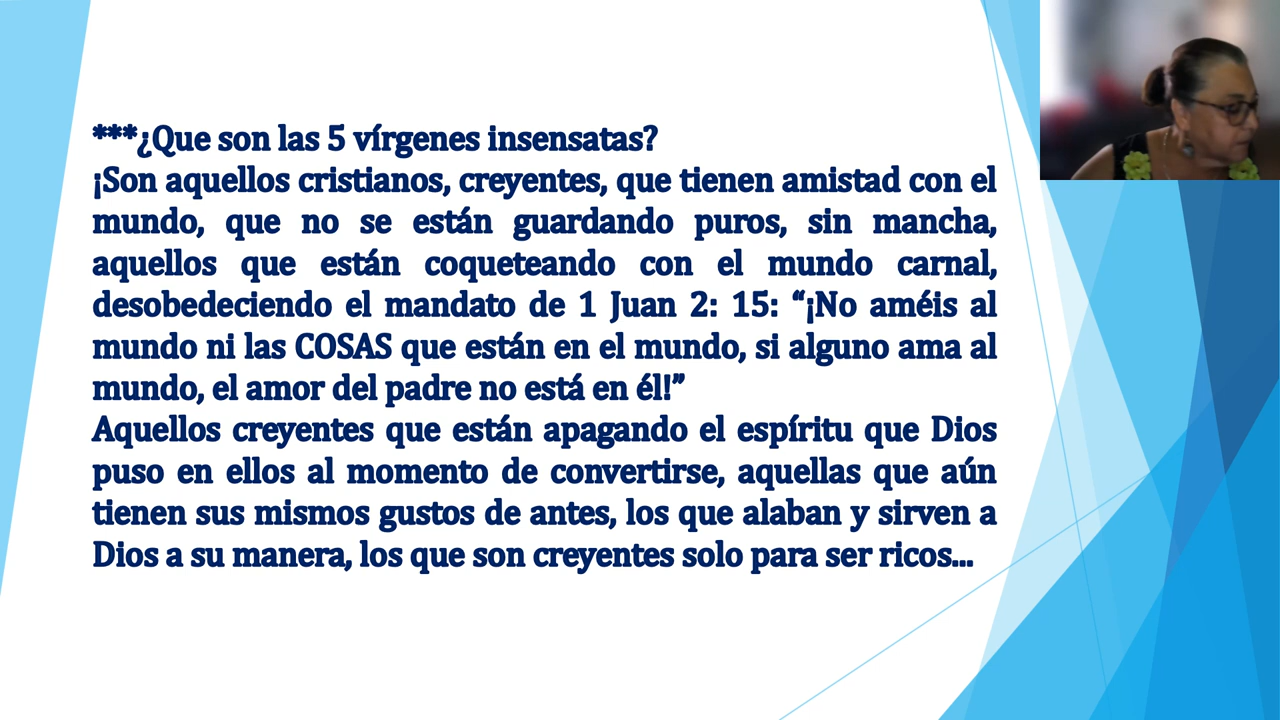 ***¿Que son las 5 vírgenes insensatas?
¡Son aquellos cristianos, creyentes, que tienen amistad con el
mundo, que no se están guardando puros, sin mancha,
aquellos que están coqueteando con el mundo carnal,
desobedeciendo el mandato de 1 Juan 2: 15: “¡No améis al
mundo ni las COSAS que están en el mundo, si alguno ama al
mundo, el amor del padre no está en él!”
Aquellos creyentes que están apagando el espíritu que Dios
puso en ellos al momento de convertirse, aquellas que aún
tienen sus mismos gustos de antes, los que alaban y sirven a
Dios a su manera, los que son creyentes solo para ser ricos...